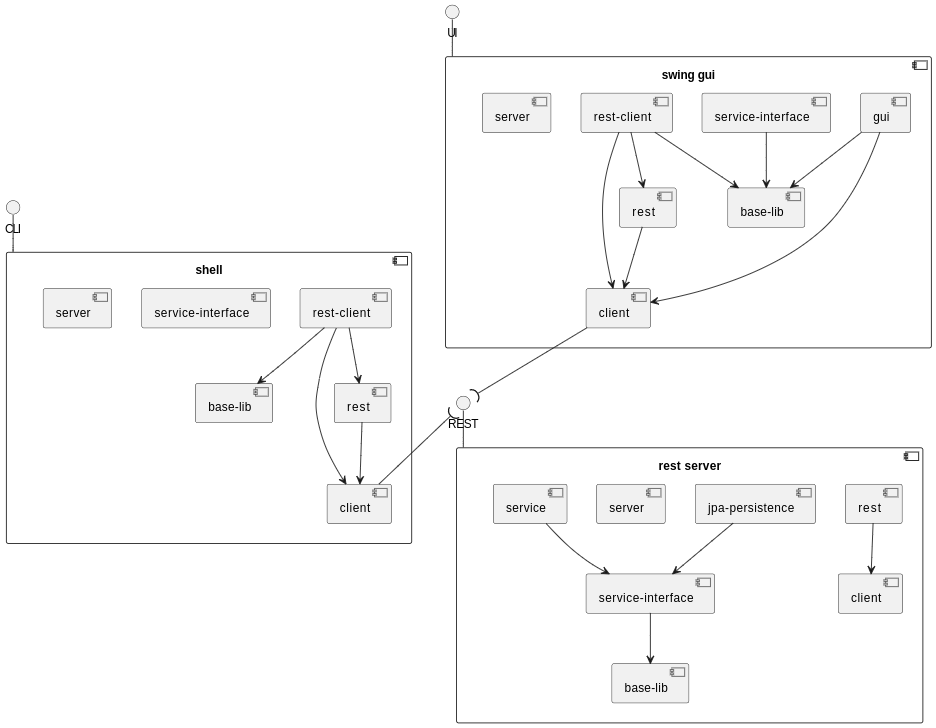 UI
swing gui
server
rest-client
service-interface
gui
rest
base-lib
client
CLI
shell
server
service-interface
rest-client
base-lib
rest
client
REST
rest server
service
server
jpa-persistence
rest
service-interface
client
base-lib